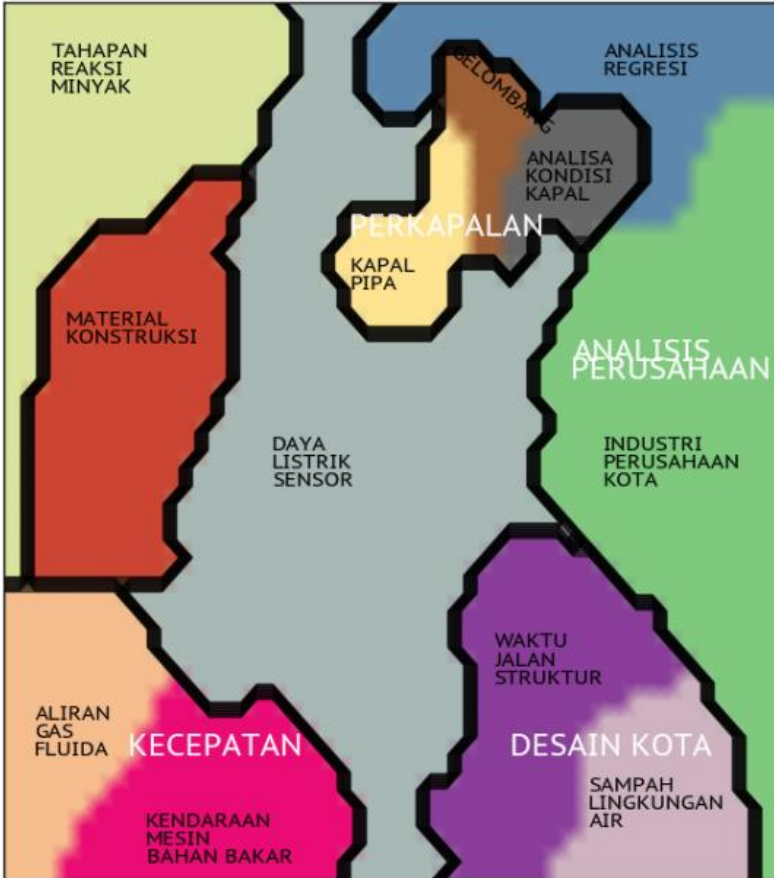 TAHAPAN
REAKSI
MINYAK
ANALISIS
REGRESI
GELOMBANG
ANALISA
KONDISI
KAPAL
PERKAPALAN
KAPAL
PIPA
MATERIAL
KONSTRUKSI
ANALISIS
PERUSAHAAN
DAYA
LISTRIK
SENSOR
INDUSTRI
PERUSAHAAN
KOTA
WAKTU
JALAN
STRUKTUR
ALIRAN
GAS
FLUIDA
KECEPATAN
DESAIN KOTA
SAMPAH
LINGKUNGAN
AIR
KENDARAAN
MESIN
BAHAN BAKAR